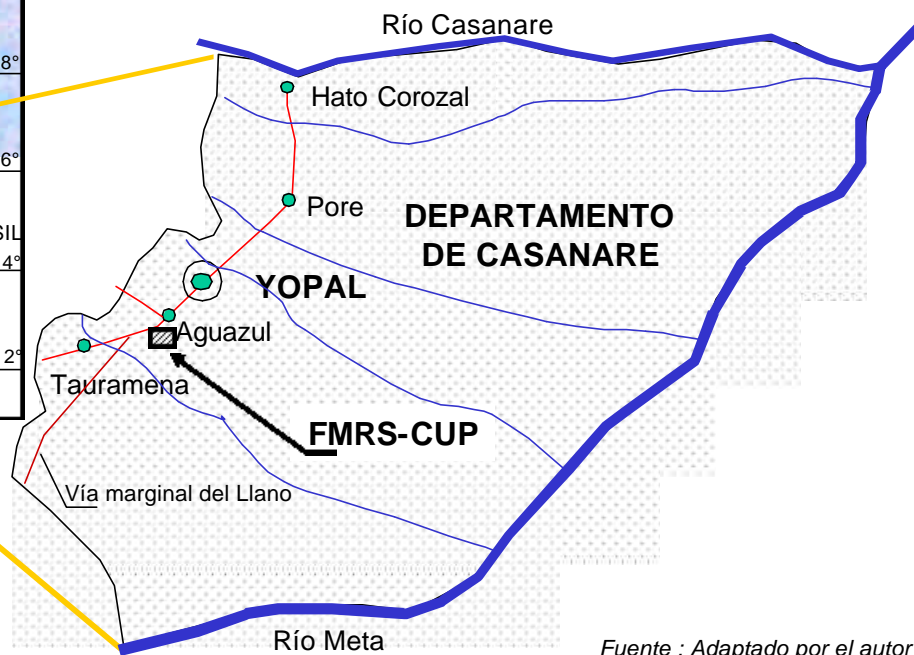 Río Casanare
8°
Hato Corozal
6°
Pore
DEPARTAMENTO
DE CASANARE
SIL
4°
YOPAL
Aguazul
2°
Tauramena
FMRS-CUP
Vía marginal del Llano
Río Meta
Fuente : Adaptado por el autor